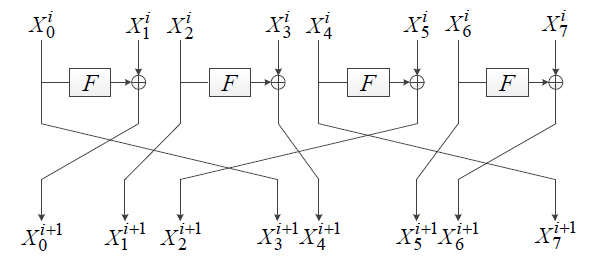 X_0^i X_1^i X_2^i X_3^i X_4^i X_5^i X_6^i X_7^i
F F F F
X_0^{i+1} X_1^{i+1} X_2^{i+1} X_3^{i+1} X_4^{i+1} X_5^{i+1} X_6^{i+1} X_7^{i+1}